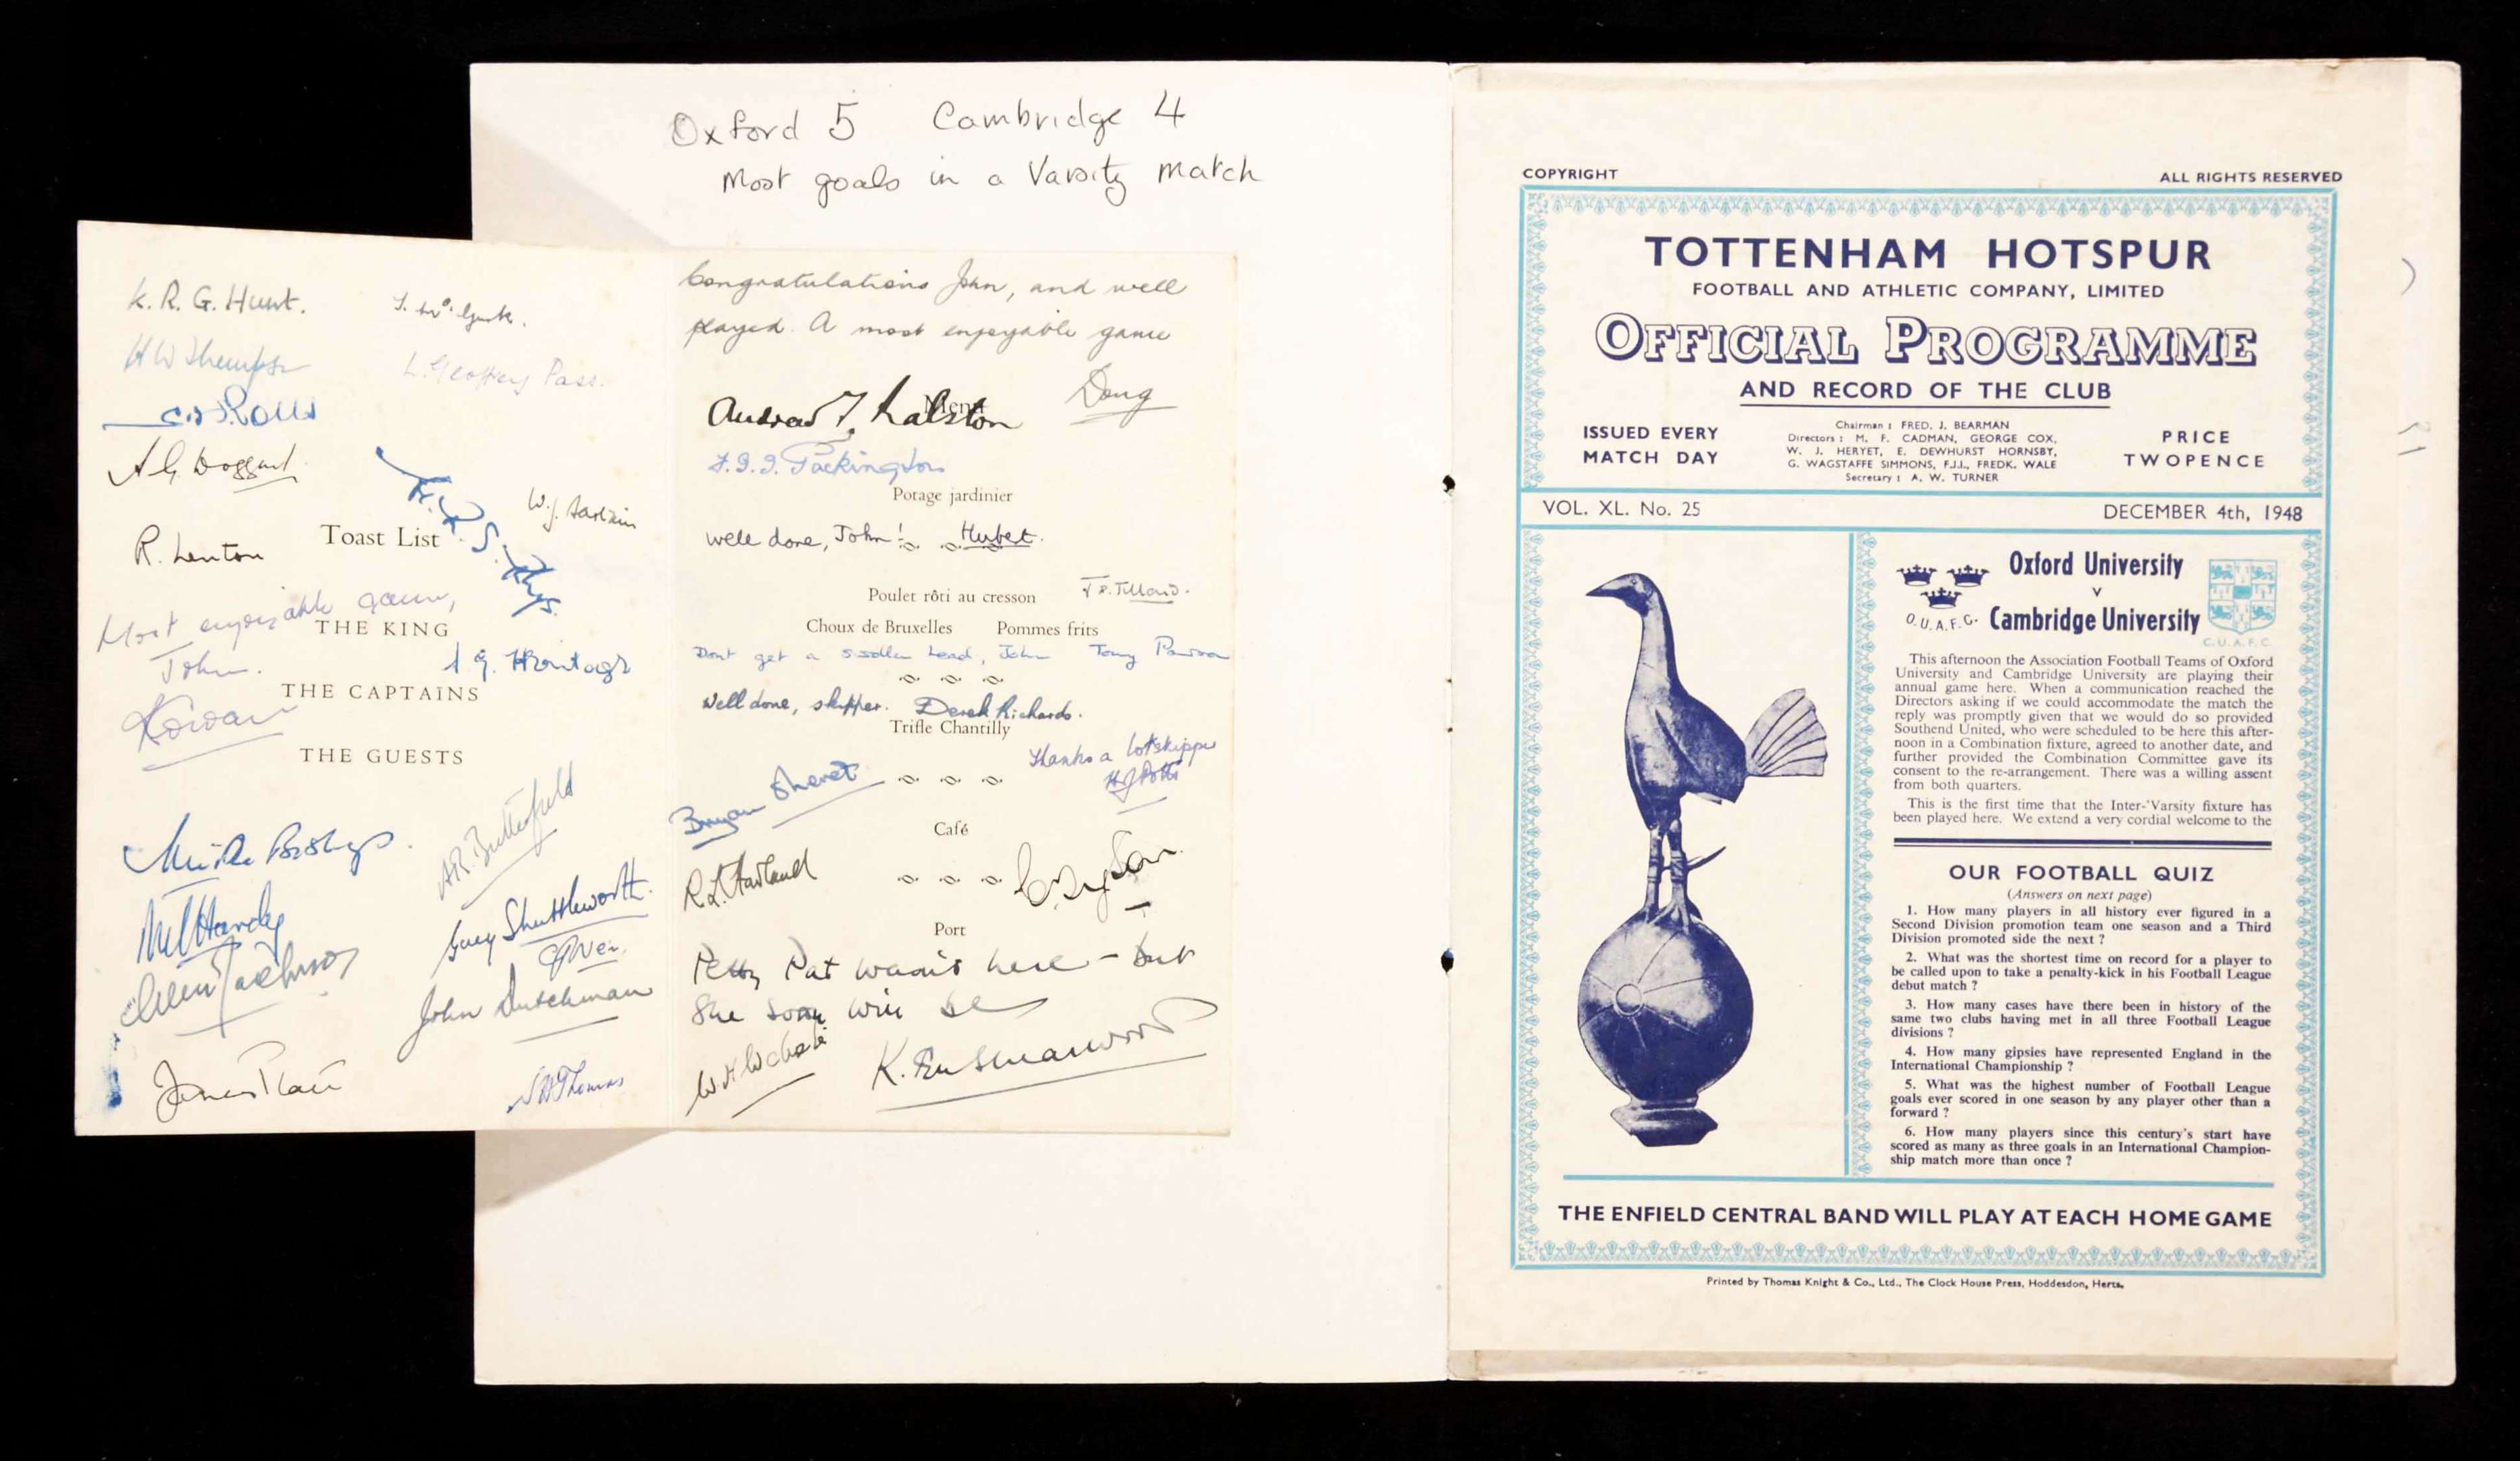 Oxford 5 Cambridge 4
Most goals in a Varsity match
K. R. G. Hunt.
L. Geoffrey Pass.
A G Doggart
R. Lenton
Toast List
Most enjoyable game,
THE KING
John.
THE CAPTAINS
Kowan
THE GUESTS
A.R. Butterfield
Guy Shuttleworth.
John Dutchman
James Platt
Thomas
Congratulations John, and well
played. A most enjoyable game
Doug
Menu
Andrew T. Ralston
Packington
Potage jardinier
well done, John! Hubert.
Poulet rôti au cresson
Choux de Bruxelles Pommes frits
Dont get a swollen head, John Tony Pawson
Well done, skipper. Derek Richards.
Trifle Chantilly
Thanks a lot skipper
H J Potts
Bryan
Café
Port
Petty Pat wasn't here - but
She soon will be
K.
COPYRIGHT ALL RIGHTS RESERVED
TOTTENHAM HOTSPUR
FOOTBALL AND ATHLETIC COMPANY, LIMITED
OFFICIAL PROGRAMME
AND RECORD OF THE CLUB
ISSUED EVERY
MATCH DAY
Chairman : FRED. J. BEARMAN
Directors : M. F. CADMAN, GEORGE COX,
W. J. HERYET, E. DEWHURST HORNSBY,
G. WAGSTAFFE SIMMONS, F.J.I., FREDK. WALE
Secretary : A. W. TURNER
PRICE
TWOPENCE
VOL. XL. No. 25 DECEMBER 4th, 1948
Oxford University
v
Cambridge University
O.U.A.F.C.
C.U.A.F.C.
This afternoon the Association Football Teams of Oxford
University and Cambridge University are playing their
annual game here. When a communication reached the
Directors asking if we could accommodate the match the
reply was promptly given that we would do so provided
Southend United, who were scheduled to be here this after-
noon in a Combination fixture, agreed to another date, and
further provided the Combination Committee gave its
consent to the re-arrangement. There was a willing assent
from both quarters.
This is the first time that the Inter-'Varsity fixture has
been played here. We extend a very cordial welcome to the
OUR FOOTBALL QUIZ
(Answers on next page)
1. How many players in all history ever figured in a
Second Division promotion team one season and a Third
Division promoted side the next ?
2. What was the shortest time on record for a player to
be called upon to take a penalty-kick in his Football League
debut match ?
3. How many cases have there been in history of the
same two clubs having met in all three Football League
divisions ?
4. How many gipsies have represented England in the
International Championship ?
5. What was the highest number of Football League
goals ever scored in one season by any player other than a
forward ?
6. How many players since this century's start have
scored as many as three goals in an International Champion-
ship match more than once ?
THE ENFIELD CENTRAL BAND WILL PLAY AT EACH HOME GAME
Printed by Thomas Knight & Co., Ltd., The Clock House Press, Hoddesdon, Herts.